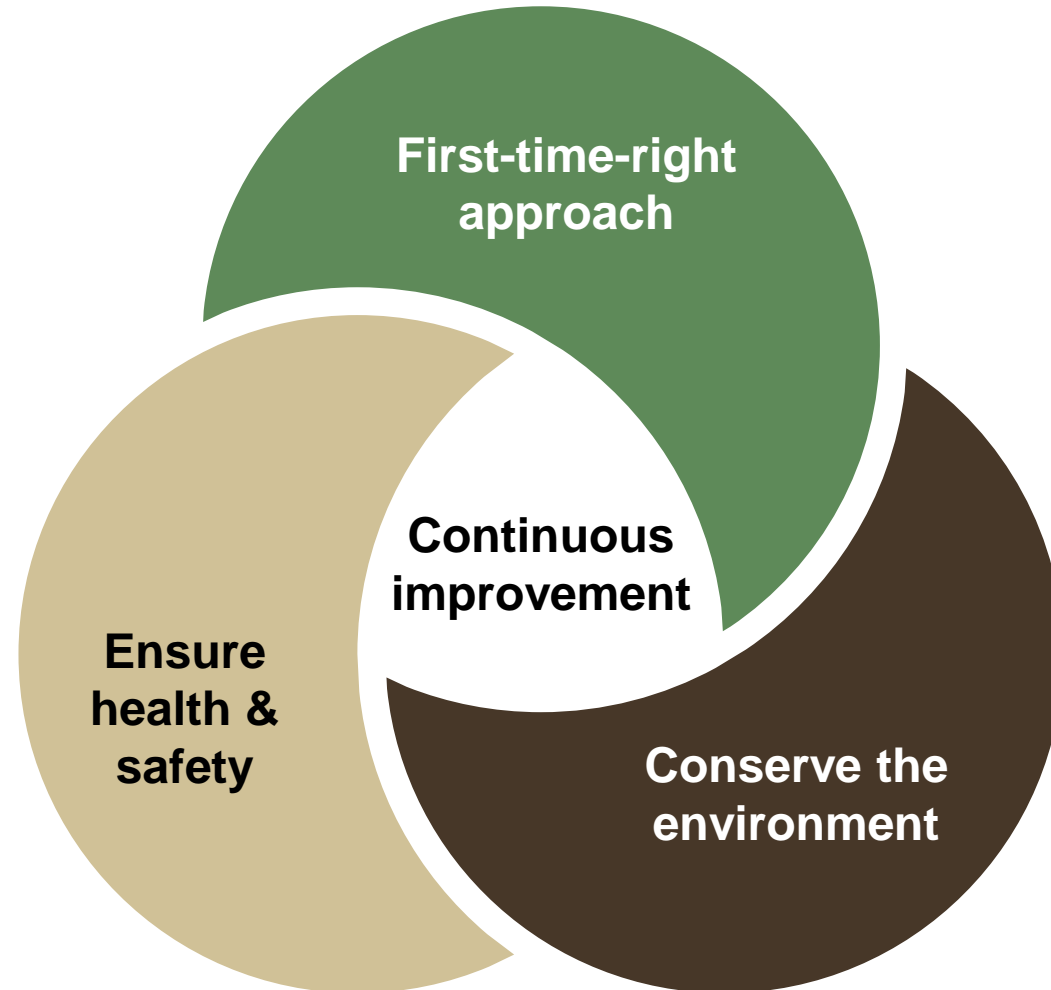 First-time-right
approach
Continuous
improvement
Ensure
health &
safety
Conserve the
environment